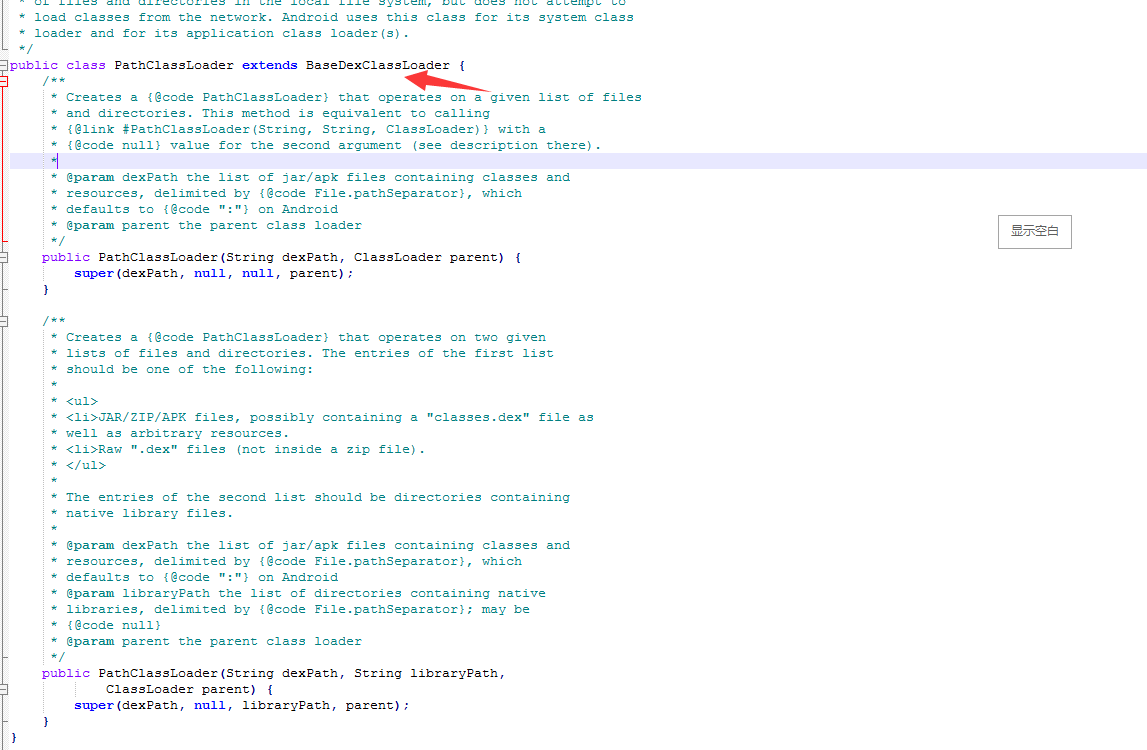 * of files and directories in the local file system, but does not attempt to
* load classes from the network. Android uses this class for its system class
* loader and for its application class loader(s).
*/
public class PathClassLoader extends BaseDexClassLoader {
/**
* Creates a {@code PathClassLoader} that operates on a given list of files
* and directories. This method is equivalent to calling
* {@link #PathClassLoader(String, String, ClassLoader)} with a
* {@code null} value for the second argument (see description there).
*
* @param dexPath the list of jar/apk files containing classes and
* resources, delimited by {@code File.pathSeparator}, which
* defaults to {@code ":"} on Android
* @param parent the parent class loader
*/
显示空白
public PathClassLoader(String dexPath, ClassLoader parent) {
super(dexPath, null, null, parent);
}
/**
* Creates a {@code PathClassLoader} that operates on two given
* lists of files and directories. The entries of the first list
* should be one of the following:
*
* <ul>
* <li>JAR/ZIP/APK files, possibly containing a "classes.dex" file as
* well as arbitrary resources.
* <li>Raw ".dex" files (not inside a zip file).
* </ul>
*
* The entries of the second list should be directories containing
* native library files.
*
* @param dexPath the list of jar/apk files containing classes and
* resources, delimited by {@code File.pathSeparator}, which
* defaults to {@code ":"} on Android
* @param libraryPath the list of directories containing native
* libraries, delimited by {@code File.pathSeparator}; may be
* {@code null}
* @param parent the parent class loader
*/
public PathClassLoader(String dexPath, String libraryPath,
ClassLoader parent) {
super(dexPath, null, libraryPath, parent);
}
}